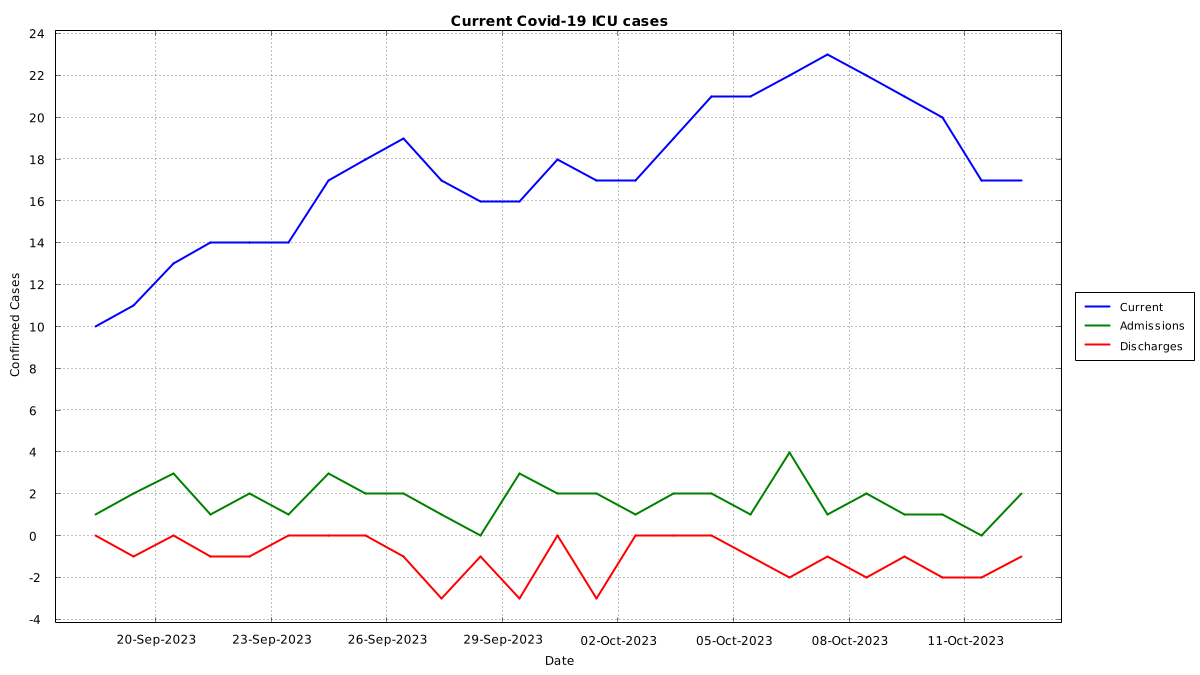 Current Covid-19 ICU cases
24
22
20
18
16
14
12
10
8
6
4
2
0
-2
-4
Confirmed Cases
20-Sep-2023 23-Sep-2023 26-Sep-2023 29-Sep-2023 02-Oct-2023 05-Oct-2023 08-Oct-2023 11-Oct-2023
Date
Current
Admissions
Discharges